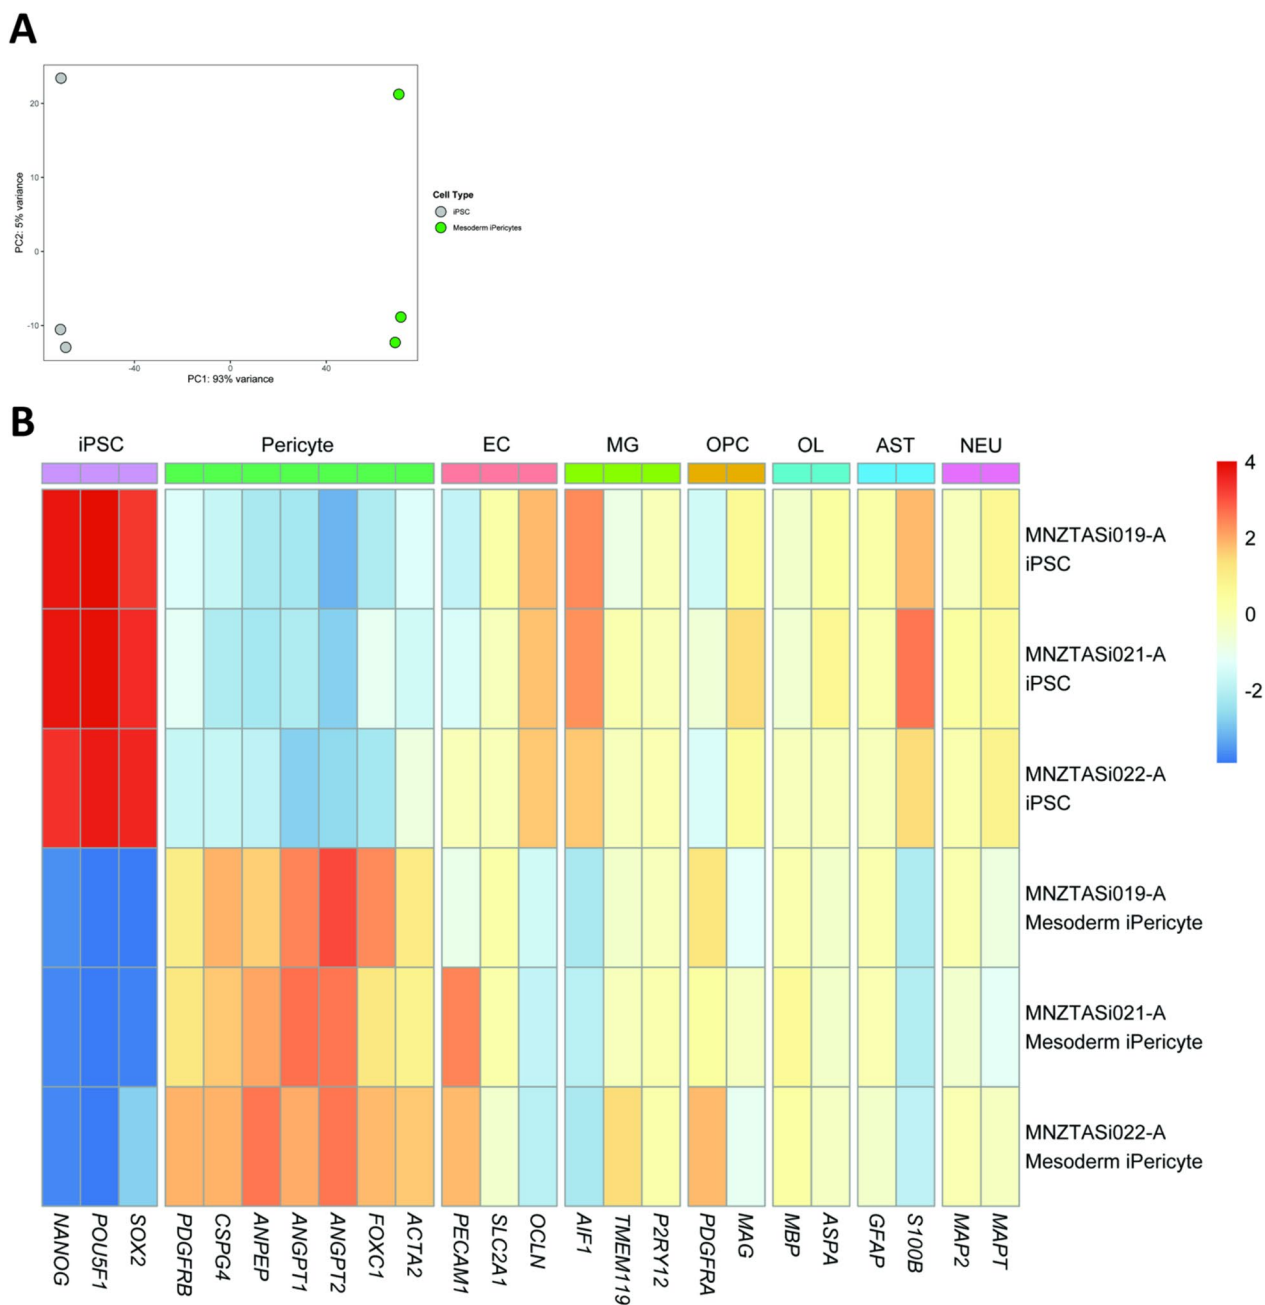 A
20
10
0
-10
PC2: 5% variance
-40 0 40
PC1: 93% variance
Cell Type
iPSC
Mesoderm iPericytes
B
iPSC Pericyte EC MG OPC OL AST NEU
MNZTASi019-A
iPSC
MNZTASi021-A
iPSC
MNZTASi022-A
iPSC
MNZTASi019-A
Mesoderm iPericyte
MNZTASi021-A
Mesoderm iPericyte
MNZTASi022-A
Mesoderm iPericyte
4
2
0
-2
NANOG POU5F1 SOX2 PDGFRB CSPG4 ANPEP ANGPT1 ANGPT2 FOXC1 ACTA2 PECAM1 SLC2A1 OCLN AIF1 TMEM119 P2RY12 PDGFRA MAG MBP ASPA GFAP S100B MAP2 MAPT